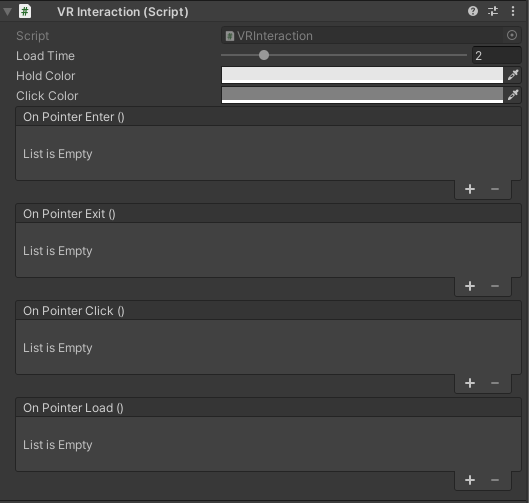 VR Interaction (Script)
Script VRInteraction
Load Time 2
Hold Color
Click Color
On Pointer Enter ()
List is Empty
On Pointer Exit ()
List is Empty
On Pointer Click ()
List is Empty
On Pointer Load ()
List is Empty